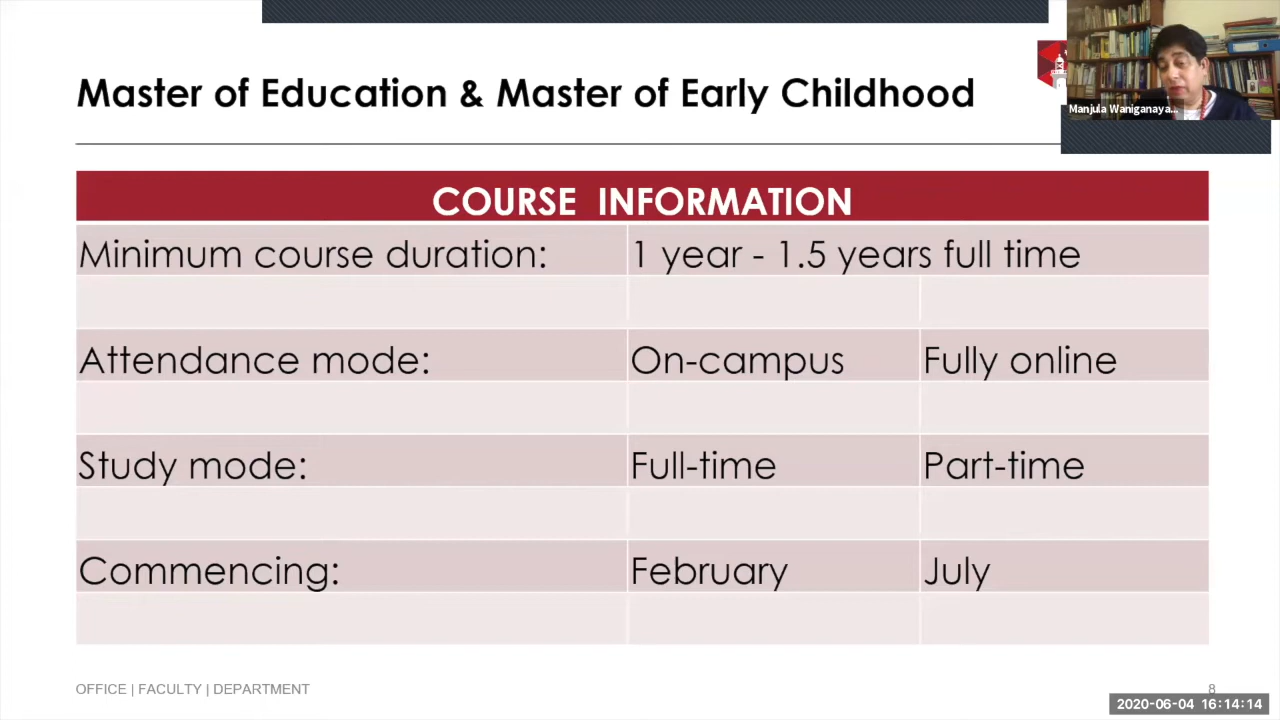 Master of Education & Master of Early Childhood
Manjula Waniganaya...
COURSE INFORMATION
Minimum course duration: 1 year - 1.5 years full time
Attendance mode: On-campus Fully online
Study mode: Full-time Part-time
Commencing: February July
OFFICE | FACULTY | DEPARTMENT 8
2020-06-04 16:14:14